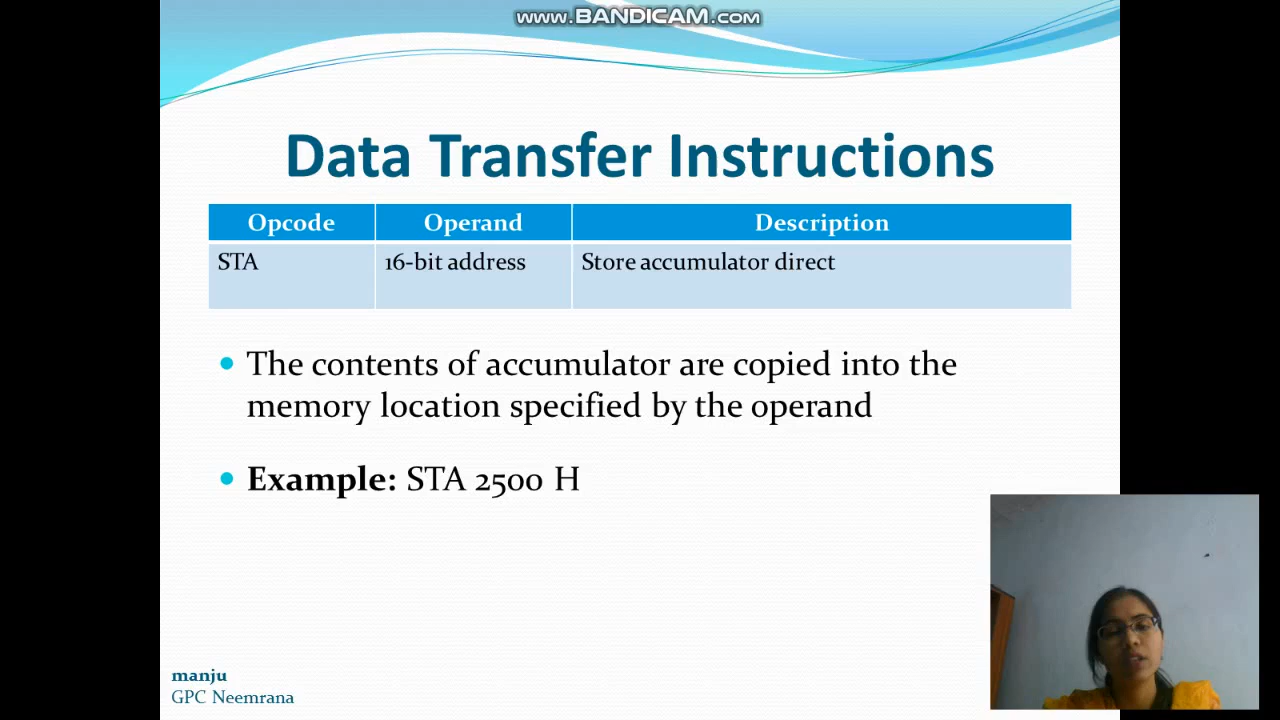 www.BANDICAM.com
Data Transfer Instructions
Opcode Operand Description
STA 16-bit address Store accumulator direct
• The contents of accumulator are copied into the
memory location specified by the operand
• Example: STA 2500 H
manju
GPC Neemrana